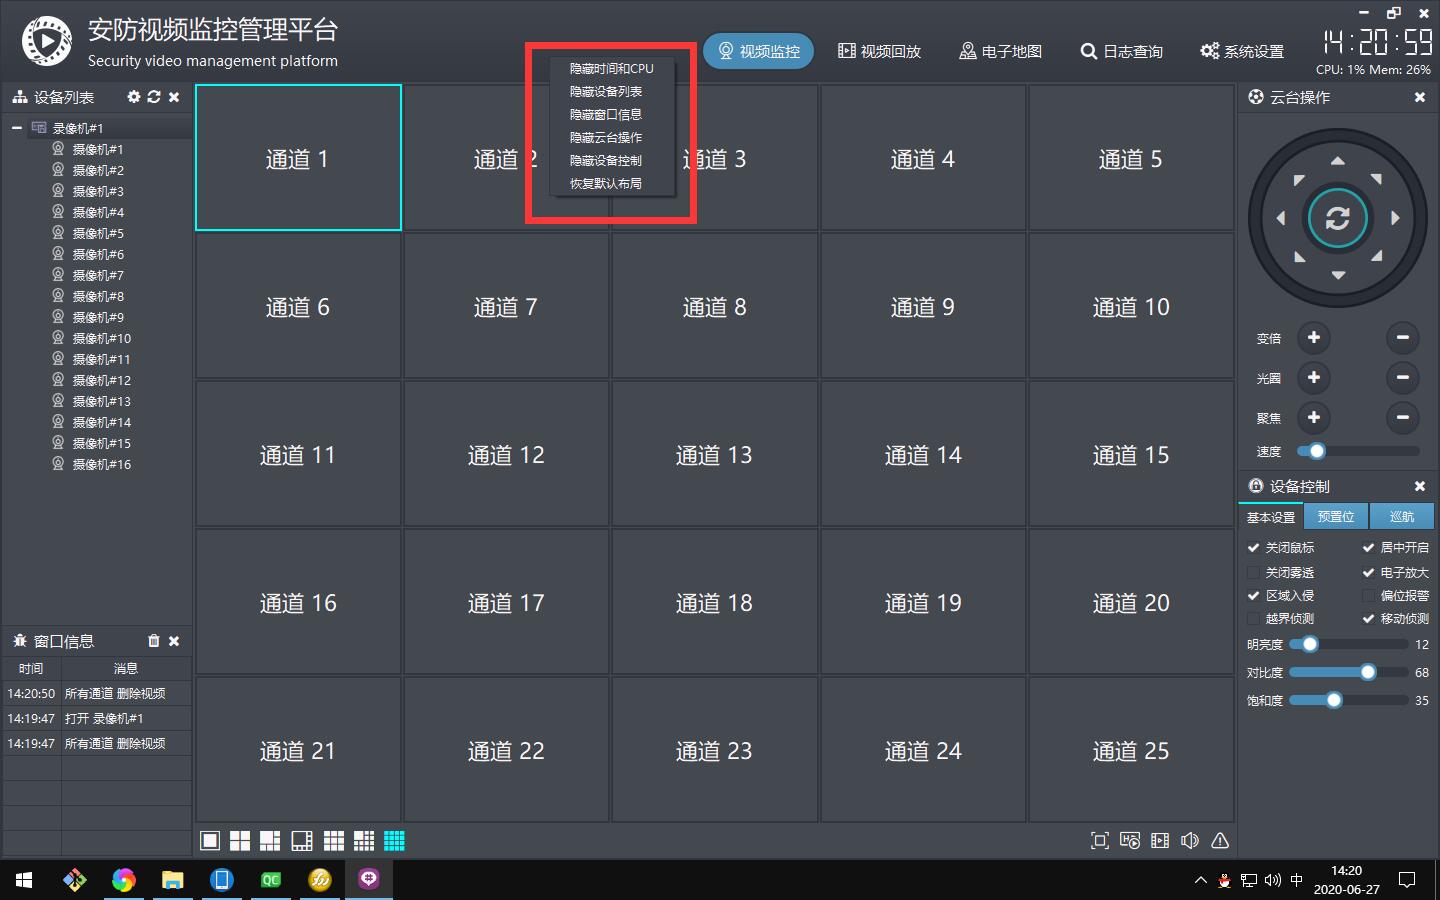 安防视频监控管理平台
Security video management platform
视频监控
视频回放
电子地图
日志查询
系统设置
14:20:59
CPU: 1% Mem: 26%
隐藏时间和CPU
隐藏设备列表
隐藏窗口信息
隐藏云台操作
隐藏设备控制
恢复默认布局
设备列表
录像机#1
摄像机#1
摄像机#2
摄像机#3
摄像机#4
摄像机#5
摄像机#6
摄像机#7
摄像机#8
摄像机#9
摄像机#10
摄像机#11
摄像机#12
摄像机#13
摄像机#14
摄像机#15
摄像机#16
窗口信息
时间 消息
14:20:50 所有通道 删除视频
14:19:47 打开 录像机#1
14:19:47 所有通道 删除视频
通道 1
通道 2
通道 3
通道 4
通道 5
通道 6
通道 7
通道 8
通道 9
通道 10
通道 11
通道 12
通道 13
通道 14
通道 15
通道 16
通道 17
通道 18
通道 19
通道 20
通道 21
通道 22
通道 23
通道 24
通道 25
云台操作
变倍
光圈
聚焦
速度
设备控制
基本设置 预置位 巡航
关闭鼠标 居中开启
关闭雾透 电子放大
区域入侵 偏位报警
越界侦测 移动侦测
明亮度 12
对比度 68
饱和度 35
QC
中
14:20
2020-06-27